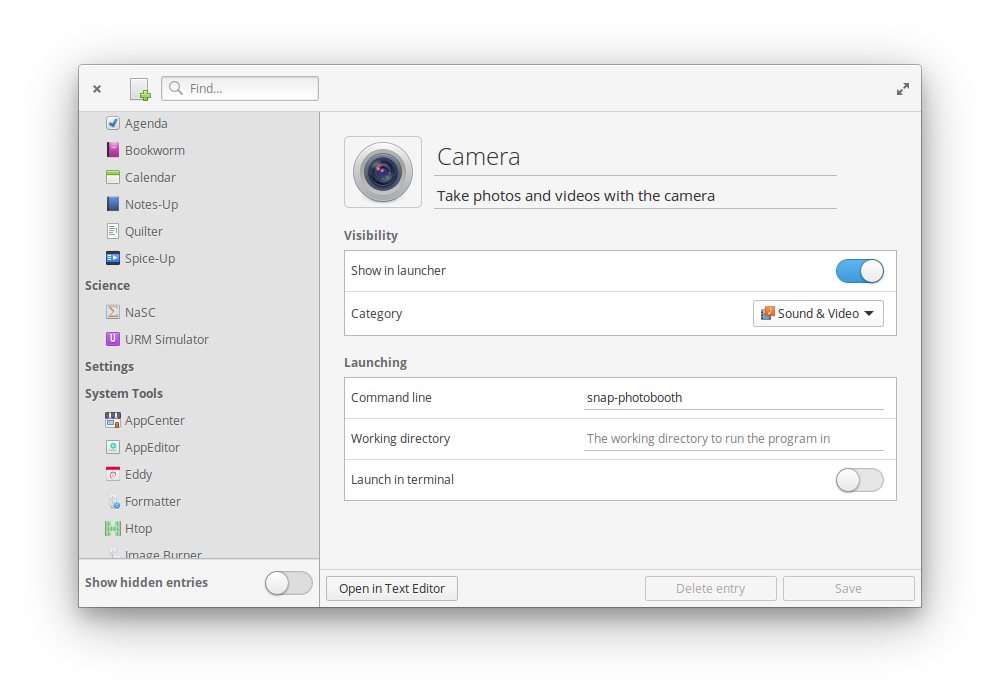 Find...
Agenda
Bookworm
Calendar
Notes-Up
Quilter
Spice-Up
Science
NaSC
URM Simulator
Settings
System Tools
AppCenter
AppEditor
Eddy
Formatter
Htop
Image Burner
Show hidden entries
Camera
Take photos and videos with the camera
Visibility
Show in launcher
Category Sound & Video
Launching
Command line snap-photobooth
Working directory The working directory to run the program in
Launch in terminal
Open in Text Editor Delete entry Save